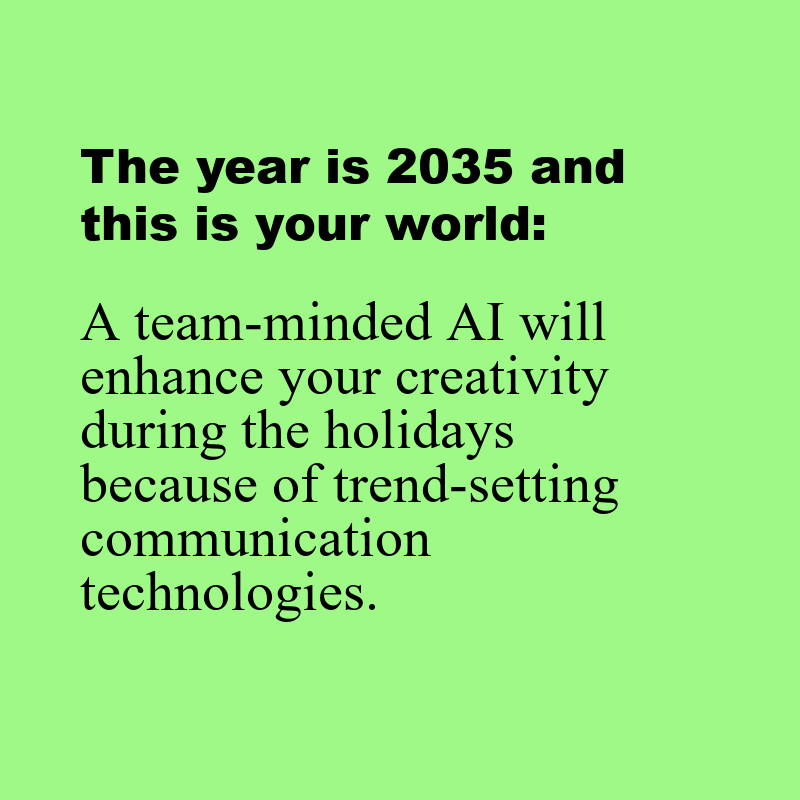 The year is 2035 and
this is your world:
A team-minded AI will
enhance your creativity
during the holidays
because of trend-setting
communication
technologies.